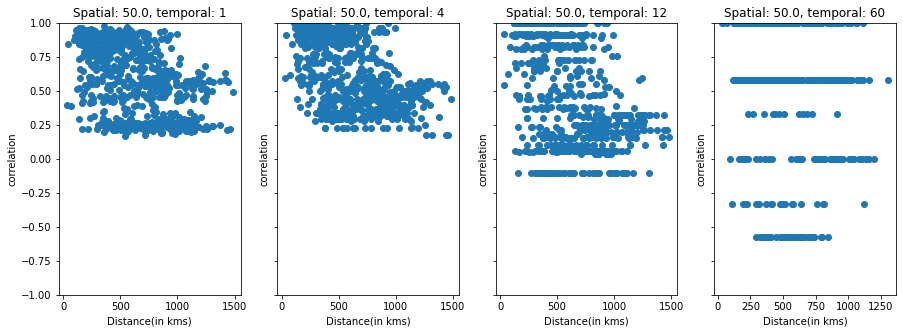 Spatial: 50.0, temporal: 1
Spatial: 50.0, temporal: 4
Spatial: 50.0, temporal: 12
Spatial: 50.0, temporal: 60
1.00
0.75
0.50
0.25
0.00
−0.25
−0.50
−0.75
−1.00
correlation
correlation
correlation
correlation
0 500 1000 1500
0 500 1000 1500
0 500 1000 1500
0 250 500 750 1000 1250
Distance(in kms)
Distance(in kms)
Distance(in kms)
Distance(in kms)